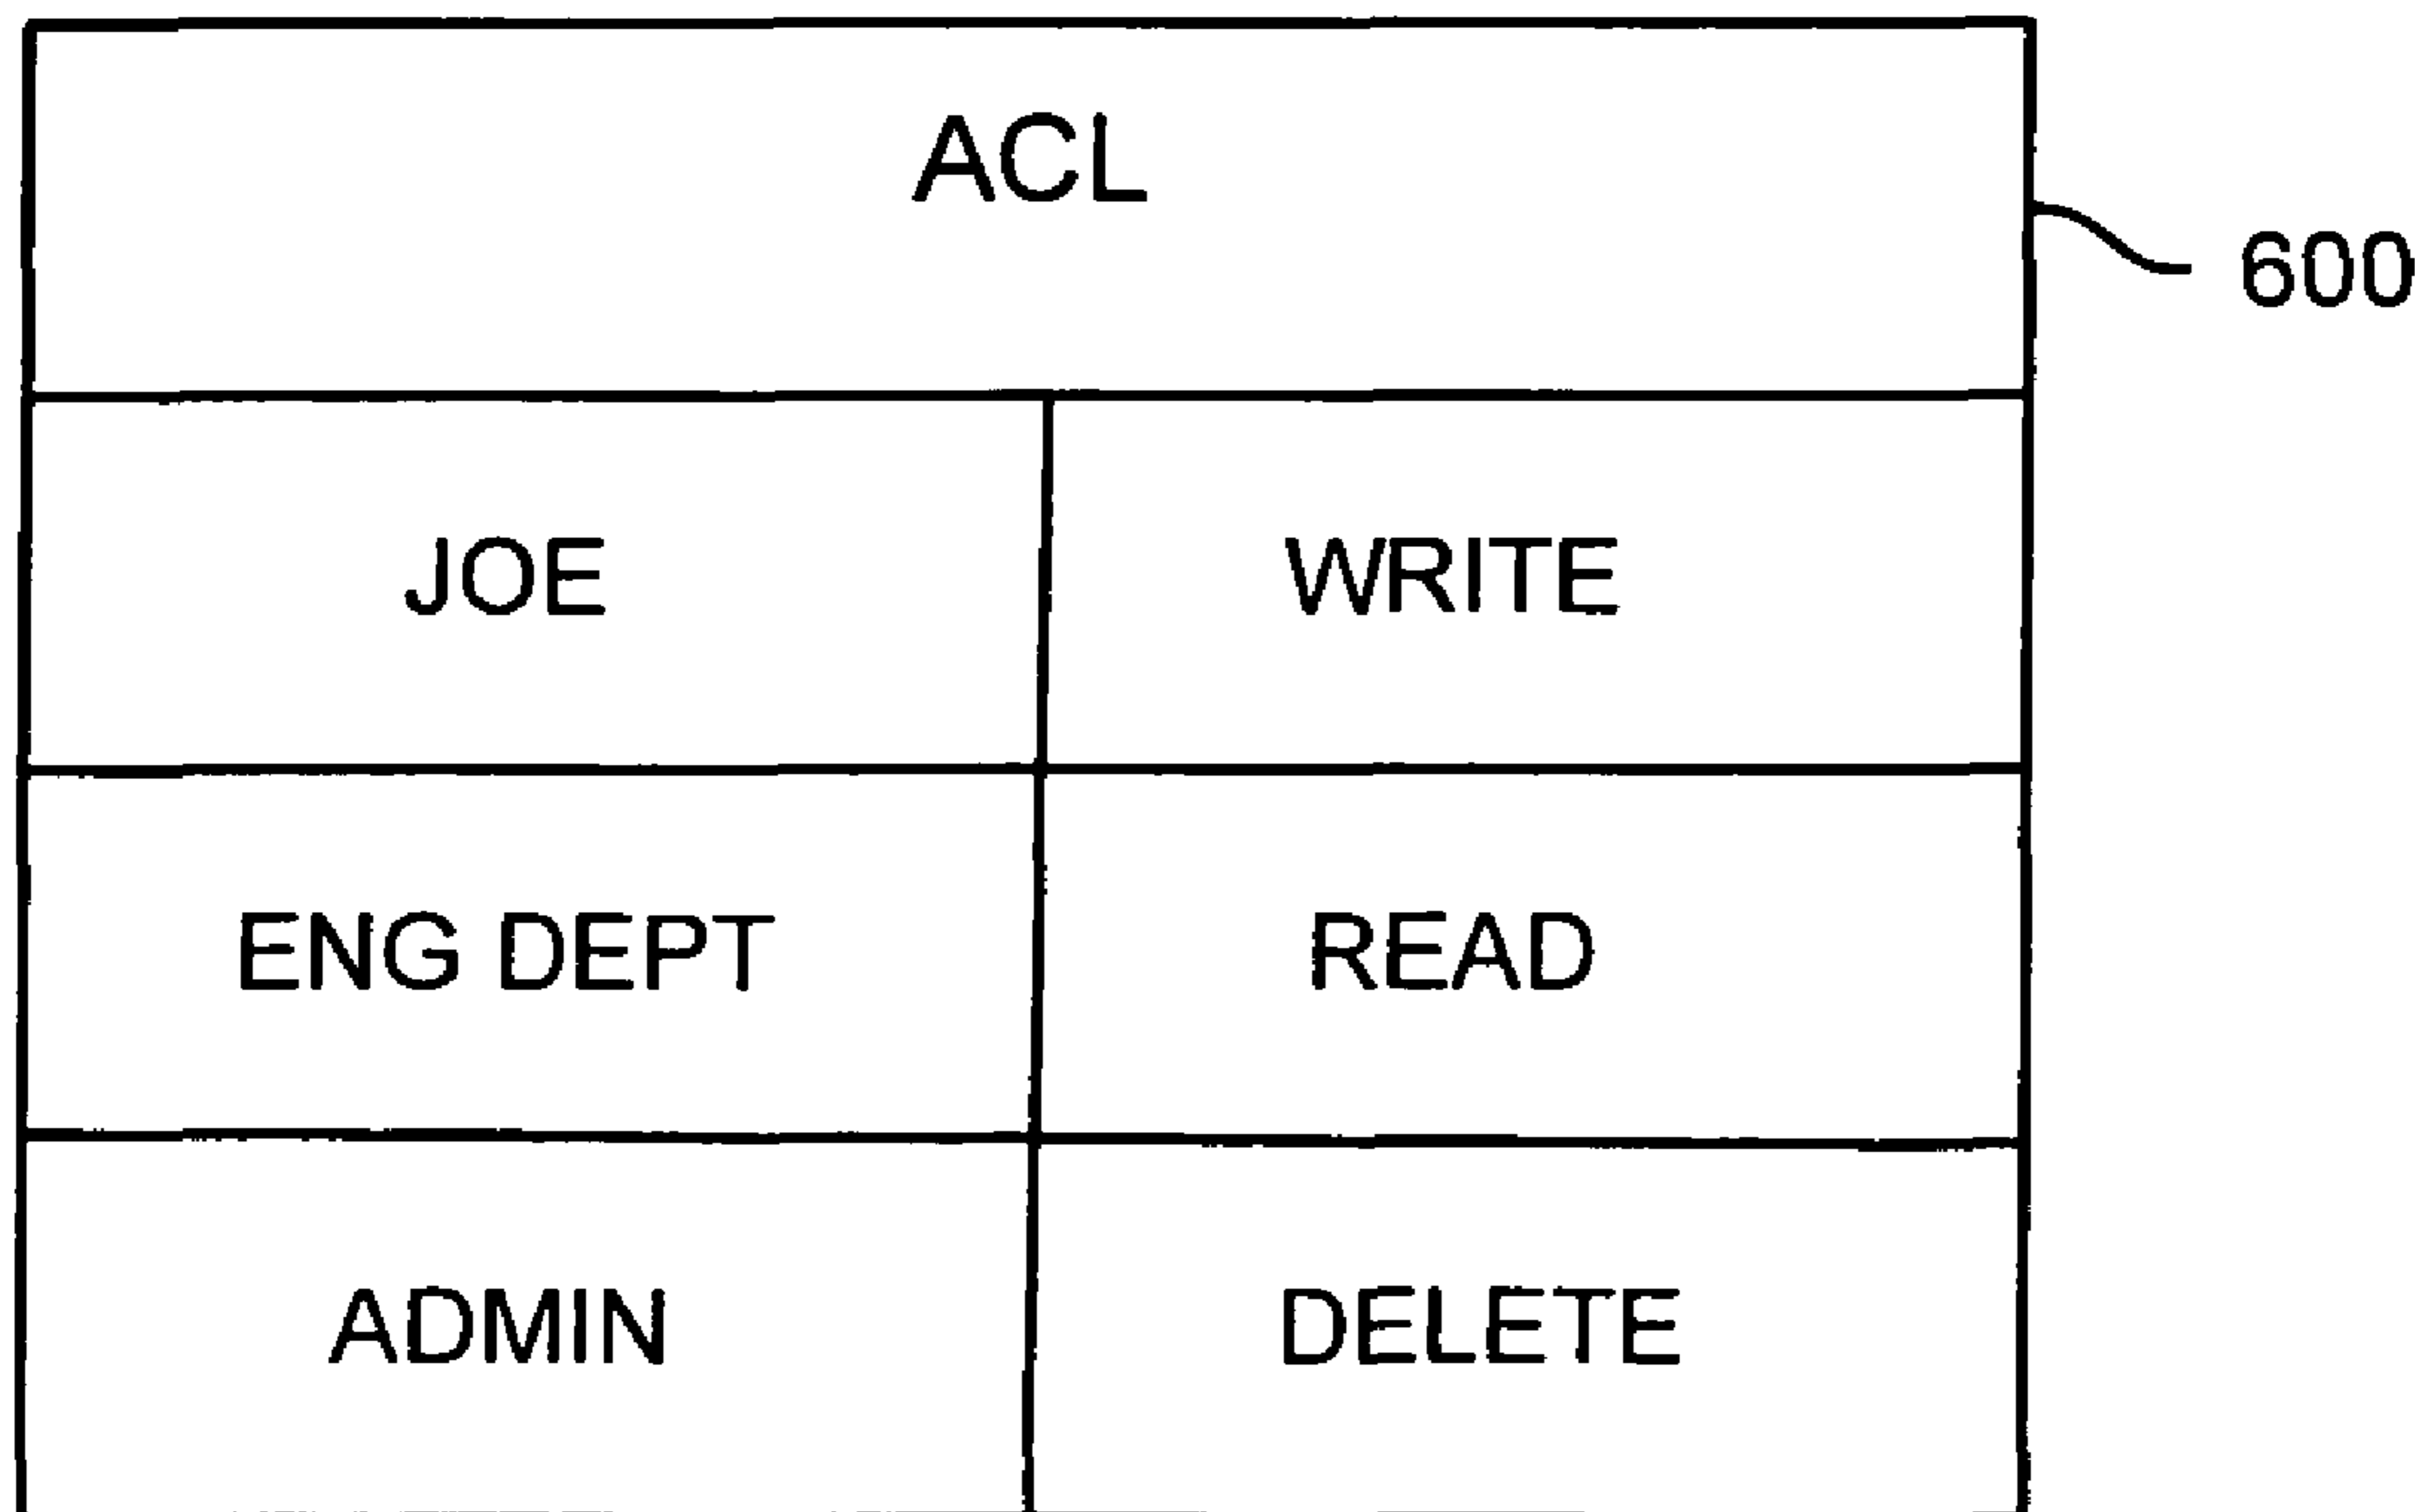 ACL
600
JOE WRITE
ENG DEPT READ
ADMIN DELETE